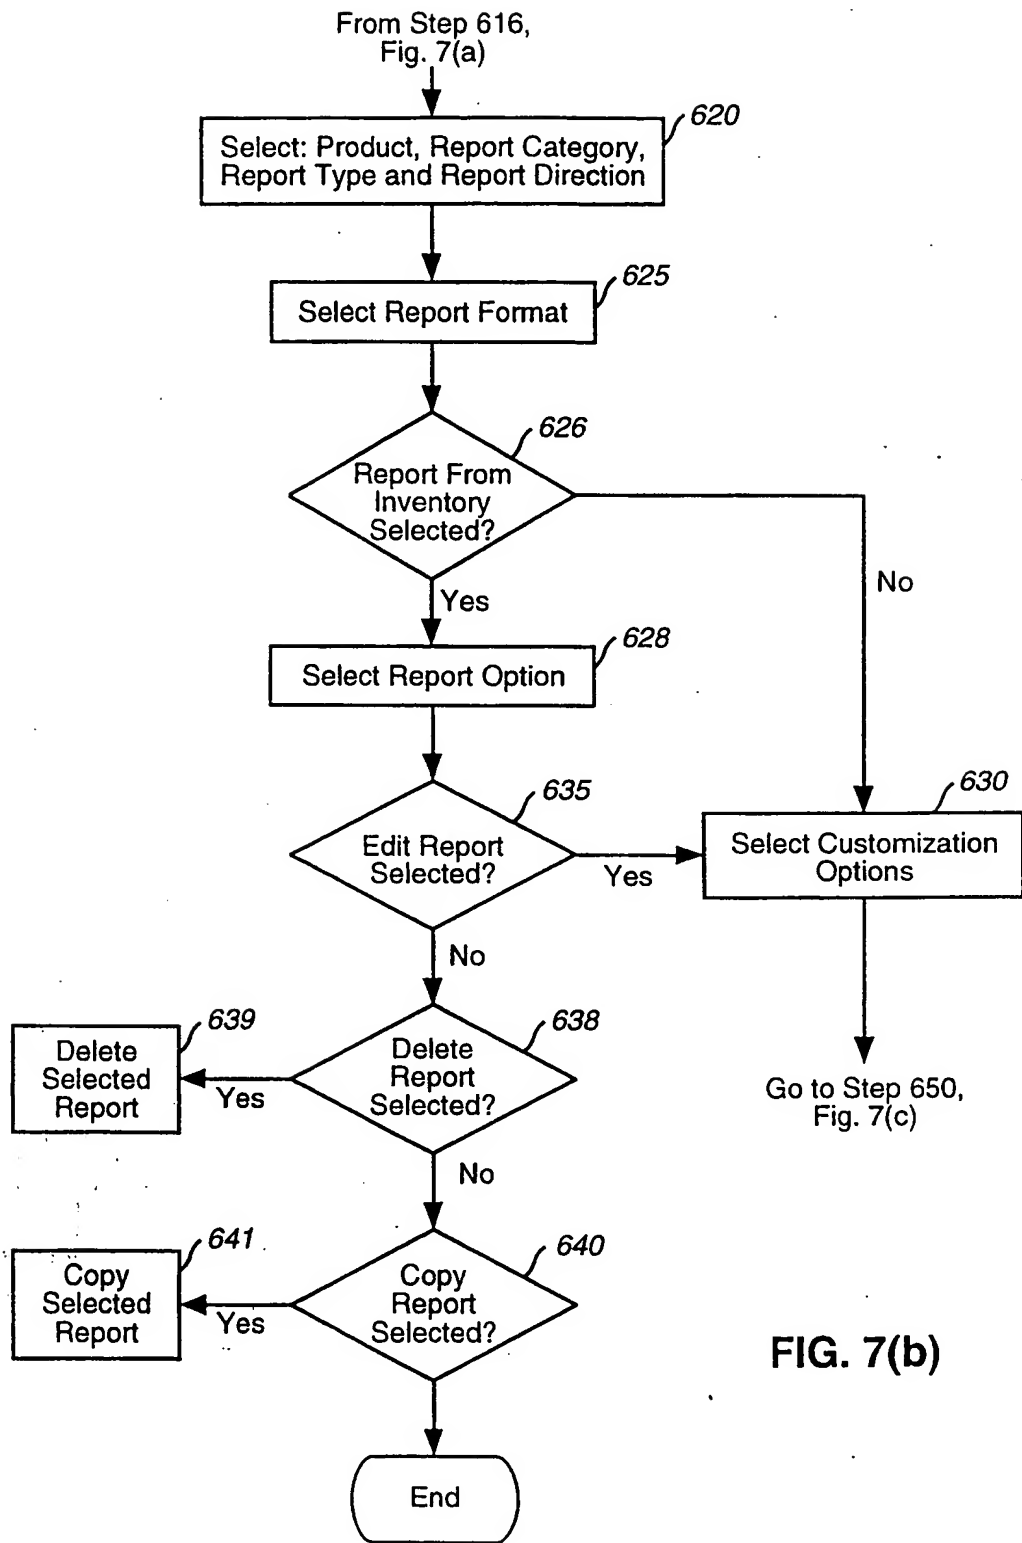 From Step 616,
Fig. 7(a)
620
Select: Product, Report Category,
Report Type and Report Direction
625
Select Report Format
626
Report From
Inventory
Selected?
No
Yes
628
Select Report Option
635
Edit Report
Selected?
Yes
630
Select Customization
Options
No
639
Delete
Selected
Report
Yes
638
Delete
Report
Selected?
Go to Step 650,
Fig. 7(c)
No
641
Copy
Selected
Report
Yes
640
Copy
Report
Selected?
FIG. 7(b)
End